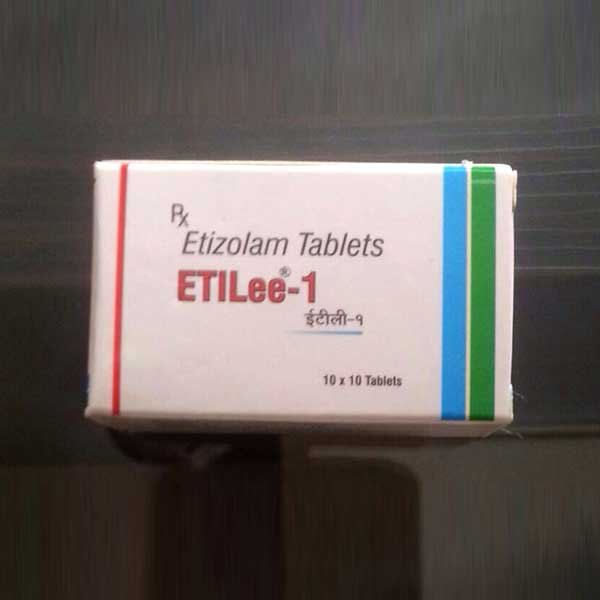 Rx
Etizolam Tablets
ETILee®-1
ईटीली-१
10 x 10 Tablets